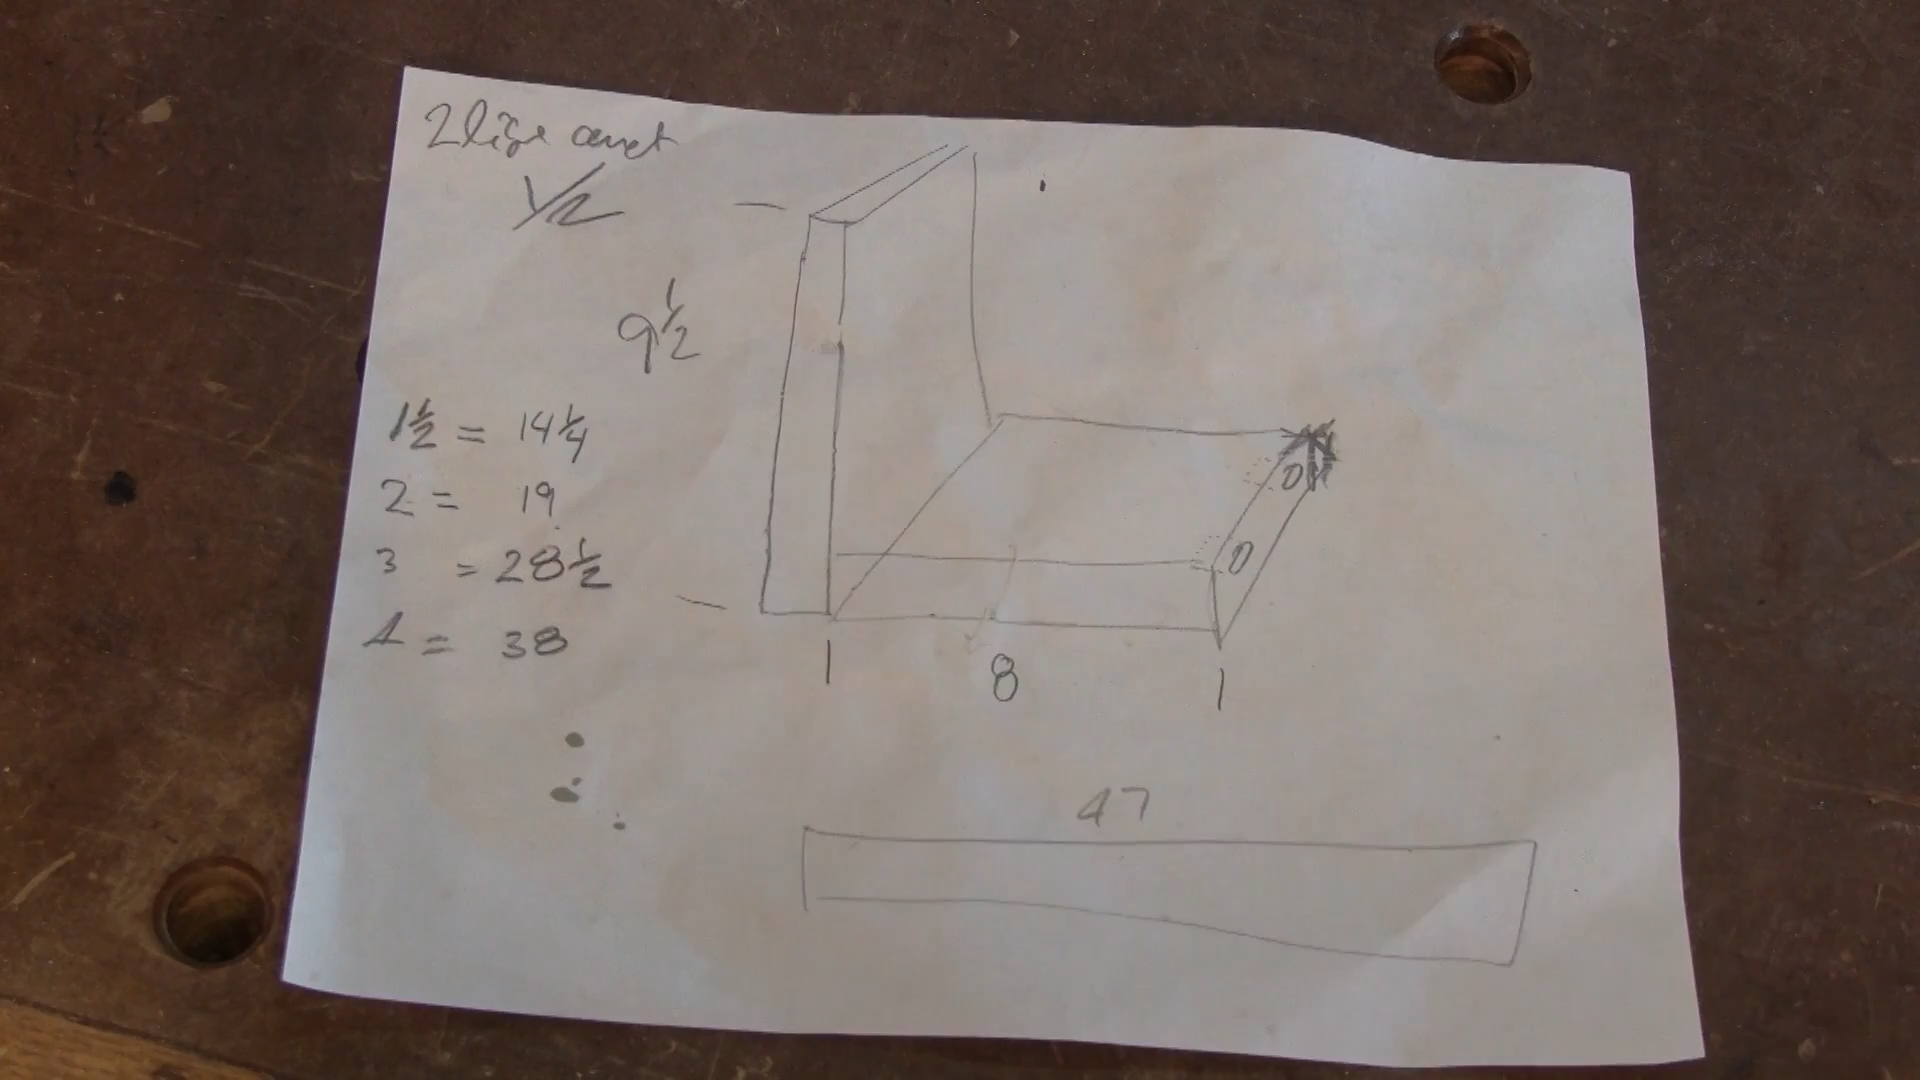 1/2
9 1/2
1 1/2 = 14 1/4
2 = 19
3 = 28 1/2
4 = 38
1 8 1
47